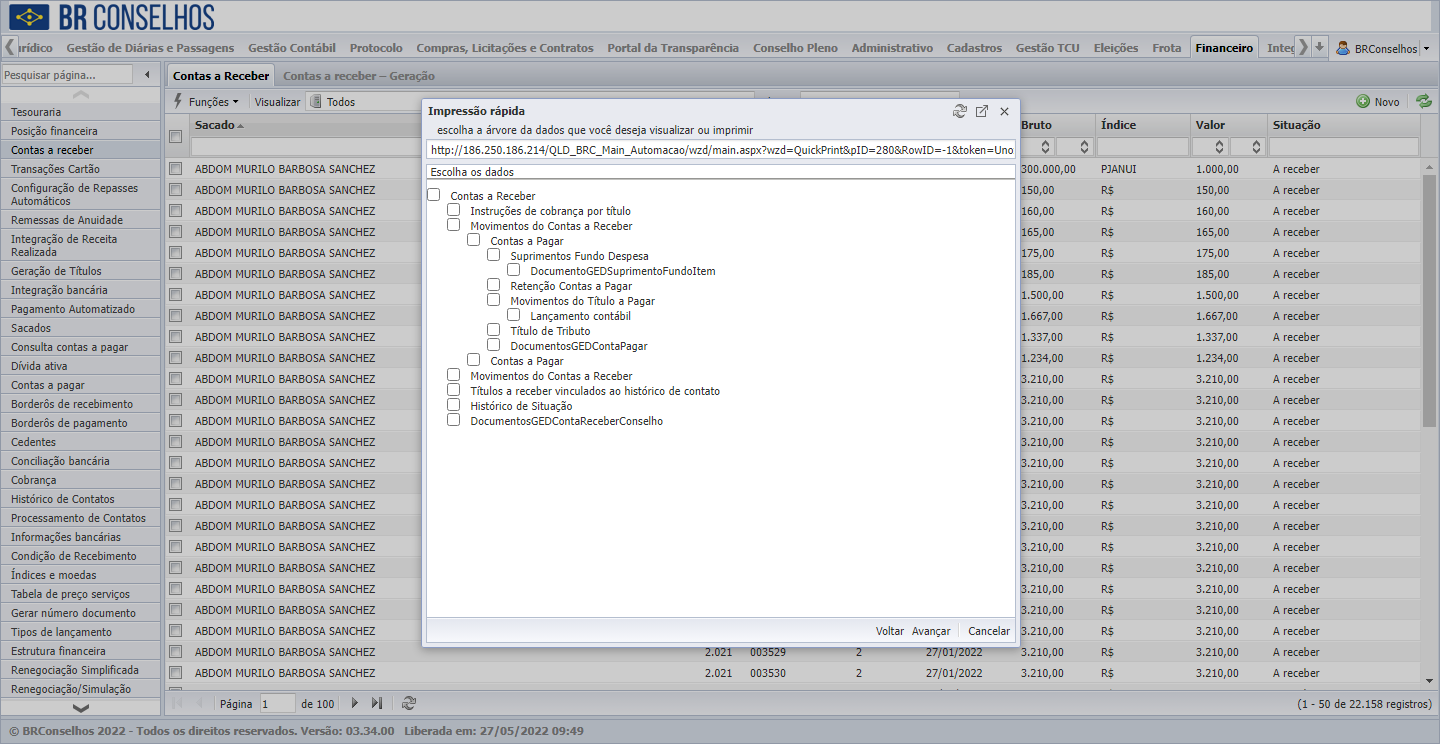 BR CONSELHOS
urídico Gestão de Diárias e Passagens Gestão Contábil Protocolo Compras, Licitações e Contratos Portal da Transparência Conselho Pleno Administrativo Cadastros Gestão TCU Eleições Frota Financeiro Integ BRConselhos
Pesquisar página...
Contas a Receber Contas a receber – Geração
Funções Visualizar Todos Novo
Tesouraria
Posição financeira
Contas a receber
Transações Cartão
Configuração de Repasses
Automáticos
Remessas de Anuidade
Integração de Receita
Realizada
Geração de Títulos
Integração bancária
Pagamento Automatizado
Sacados
Consulta contas a pagar
Dívida ativa
Contas a pagar
Borderôs de recebimento
Borderôs de pagamento
Cedentes
Conciliação bancária
Cobrança
Histórico de Contatos
Processamento de Contatos
Informações bancárias
Condição de Recebimento
Índices e moedas
Tabela de preço serviços
Gerar número documento
Tipos de lançamento
Estrutura financeira
Renegociação Simplificada
Renegociação/Simulação
Sacado Bruto Índice Valor Situação
ABDOM MURILO BARBOSA SANCHEZ 300.000,00 PJANUI 1.000,00 A receber
ABDOM MURILO BARBOSA SANCHEZ 150,00 R$ 150,00 A receber
ABDOM MURILO BARBOSA SANCHEZ 160,00 R$ 160,00 A receber
ABDOM MURILO BARBOSA SANCHEZ 165,00 R$ 165,00 A receber
ABDOM MURILO BARBOSA SANCHEZ 175,00 R$ 175,00 A receber
ABDOM MURILO BARBOSA SANCHEZ 185,00 R$ 185,00 A receber
ABDOM MURILO BARBOSA SANCHEZ 1.500,00 R$ 1.500,00 A receber
ABDOM MURILO BARBOSA SANCHEZ 1.667,00 R$ 1.667,00 A receber
ABDOM MURILO BARBOSA SANCHEZ 1.337,00 R$ 1.337,00 A receber
ABDOM MURILO BARBOSA SANCHEZ 1.234,00 R$ 1.234,00 A receber
ABDOM MURILO BARBOSA SANCHEZ 3.210,00 R$ 3.210,00 A receber
ABDOM MURILO BARBOSA SANCHEZ 3.210,00 R$ 3.210,00 A receber
ABDOM MURILO BARBOSA SANCHEZ 3.210,00 R$ 3.210,00 A receber
ABDOM MURILO BARBOSA SANCHEZ 3.210,00 R$ 3.210,00 A receber
ABDOM MURILO BARBOSA SANCHEZ 3.210,00 R$ 3.210,00 A receber
ABDOM MURILO BARBOSA SANCHEZ 3.210,00 R$ 3.210,00 A receber
ABDOM MURILO BARBOSA SANCHEZ 3.210,00 R$ 3.210,00 A receber
ABDOM MURILO BARBOSA SANCHEZ 3.210,00 R$ 3.210,00 A receber
ABDOM MURILO BARBOSA SANCHEZ 3.210,00 R$ 3.210,00 A receber
ABDOM MURILO BARBOSA SANCHEZ 3.210,00 R$ 3.210,00 A receber
ABDOM MURILO BARBOSA SANCHEZ 3.210,00 R$ 3.210,00 A receber
ABDOM MURILO BARBOSA SANCHEZ 3.210,00 R$ 3.210,00 A receber
ABDOM MURILO BARBOSA SANCHEZ 3.210,00 R$ 3.210,00 A receber
ABDOM MURILO BARBOSA SANCHEZ 2.021 003529 2 27/01/2022 3.210,00 R$ 3.210,00 A receber
ABDOM MURILO BARBOSA SANCHEZ 2.021 003530 2 27/01/2022 3.210,00 R$ 3.210,00 A receber
Impressão rápida
escolha a árvore da dados que você deseja visualizar ou imprimir
http://186.250.186.214/QLD_BRC_Main_Automacao/wzd/main.aspx?wzd=QuickPrint&pID=280&RowID=-1&token=Uno
Escolha os dados
Contas a Receber
Instruções de cobrança por título
Movimentos do Contas a Receber
Contas a Pagar
Suprimentos Fundo Despesa
DocumentoGEDSuprimentoFundoItem
Retenção Contas a Pagar
Movimentos do Título a Pagar
Lançamento contábil
Título de Tributo
DocumentosGEDContaPagar
Contas a Pagar
Movimentos do Contas a Receber
Títulos a receber vinculados ao histórico de contato
Histórico de Situação
DocumentosGEDContaReceberConselho
Voltar Avançar Cancelar
Página 1 de 100 (1 - 50 de 22.158 registros)
© BRConselhos 2022 - Todos os direitos reservados. Versão: 03.34.00 Liberada em: 27/05/2022 09:49